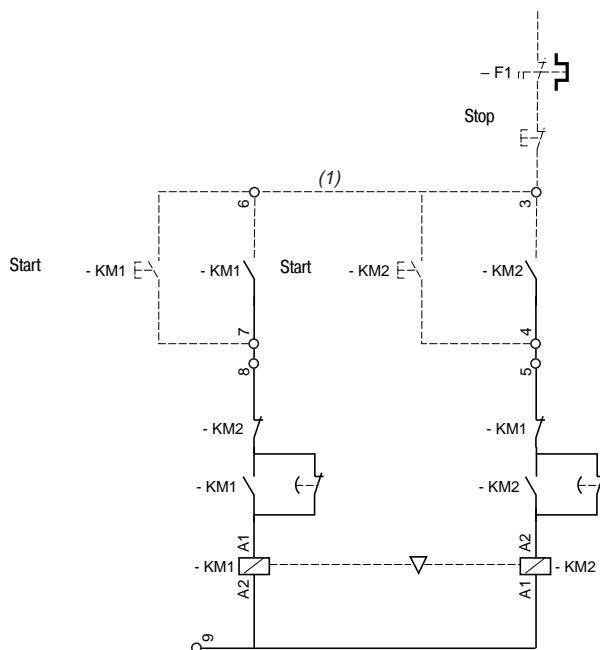 – F1
Stop
(1)
6
3
Start
- KM1
- KM1
Start
- KM2
- KM2
7
4
8
5
- KM2
- KM1
- KM1
- KM2
A1
A2
- KM1
- KM2
A2
A1
9